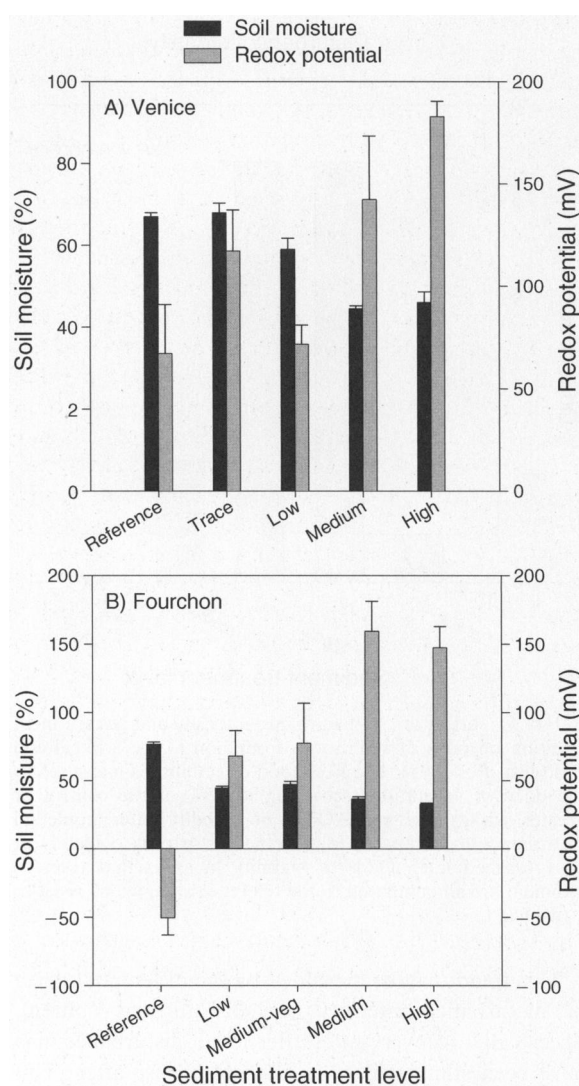 Soil moisture
Redox potential
A) Venice
100
80
60
40
2
0
Soil moisture (%)
200
150
100
50
0
Redox potential (mV)
Reference
Trace
Low
Medium
High
B) Fourchon
200
150
100
50
0
−50
−100
Soil moisture (%)
200
150
100
50
0
−50
−100
Redox potential (mV)
Reference
Low
Medium-veg
Medium
High
Sediment treatment level